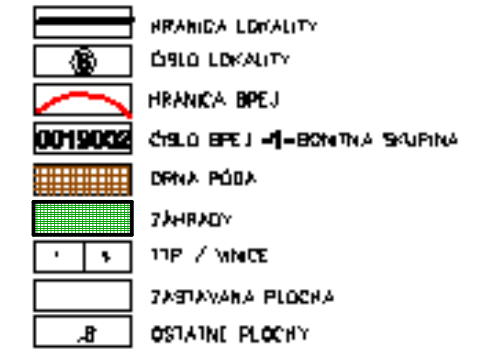 HRANICA LOKALITY
ČÍSLO LOKALITY
HRANICA BPEJ
0019002 ČÍSLO BPEJ -1-BONITNÁ SKUPINA
ORNÁ PÔDA
ZÁHRADY
TTP / VINICE
ZASTAVANÁ PLOCHA
OSTATNÉ PLOCHY